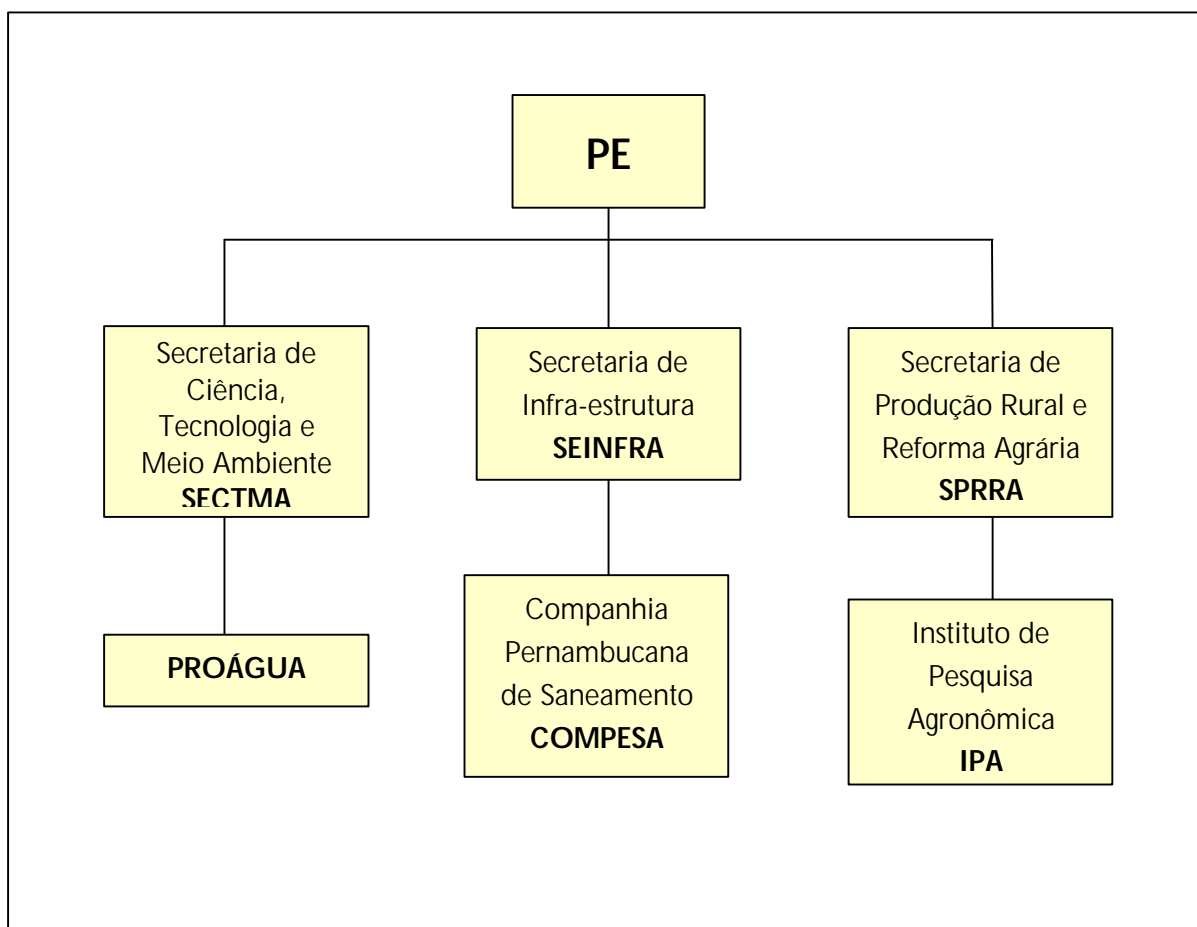 PE
Secretaria de
Ciência,
Tecnologia e
Meio Ambiente
SECTMA
Secretaria de
Infra-estrutura
SEINFRA
Secretaria de
Produção Rural e
Reforma Agrária
SPRRA
PROÁGUA
Companhia
Pernambucana
de Saneamento
COMPESA
Instituto de
Pesquisa
Agronômica
IPA